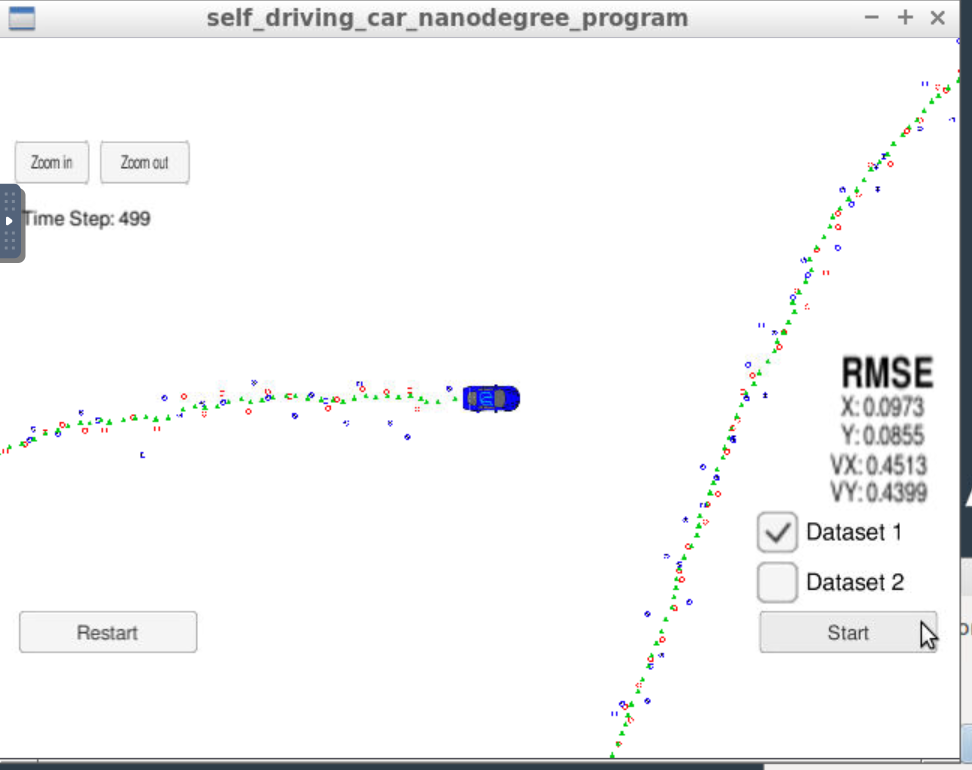 self_driving_car_nanodegree_program
Zoom in
Zoom out
Time Step: 499
RMSE
X: 0.0973
Y: 0.0855
VX: 0.4513
VY: 0.4399
Dataset 1
Dataset 2
Restart
Start